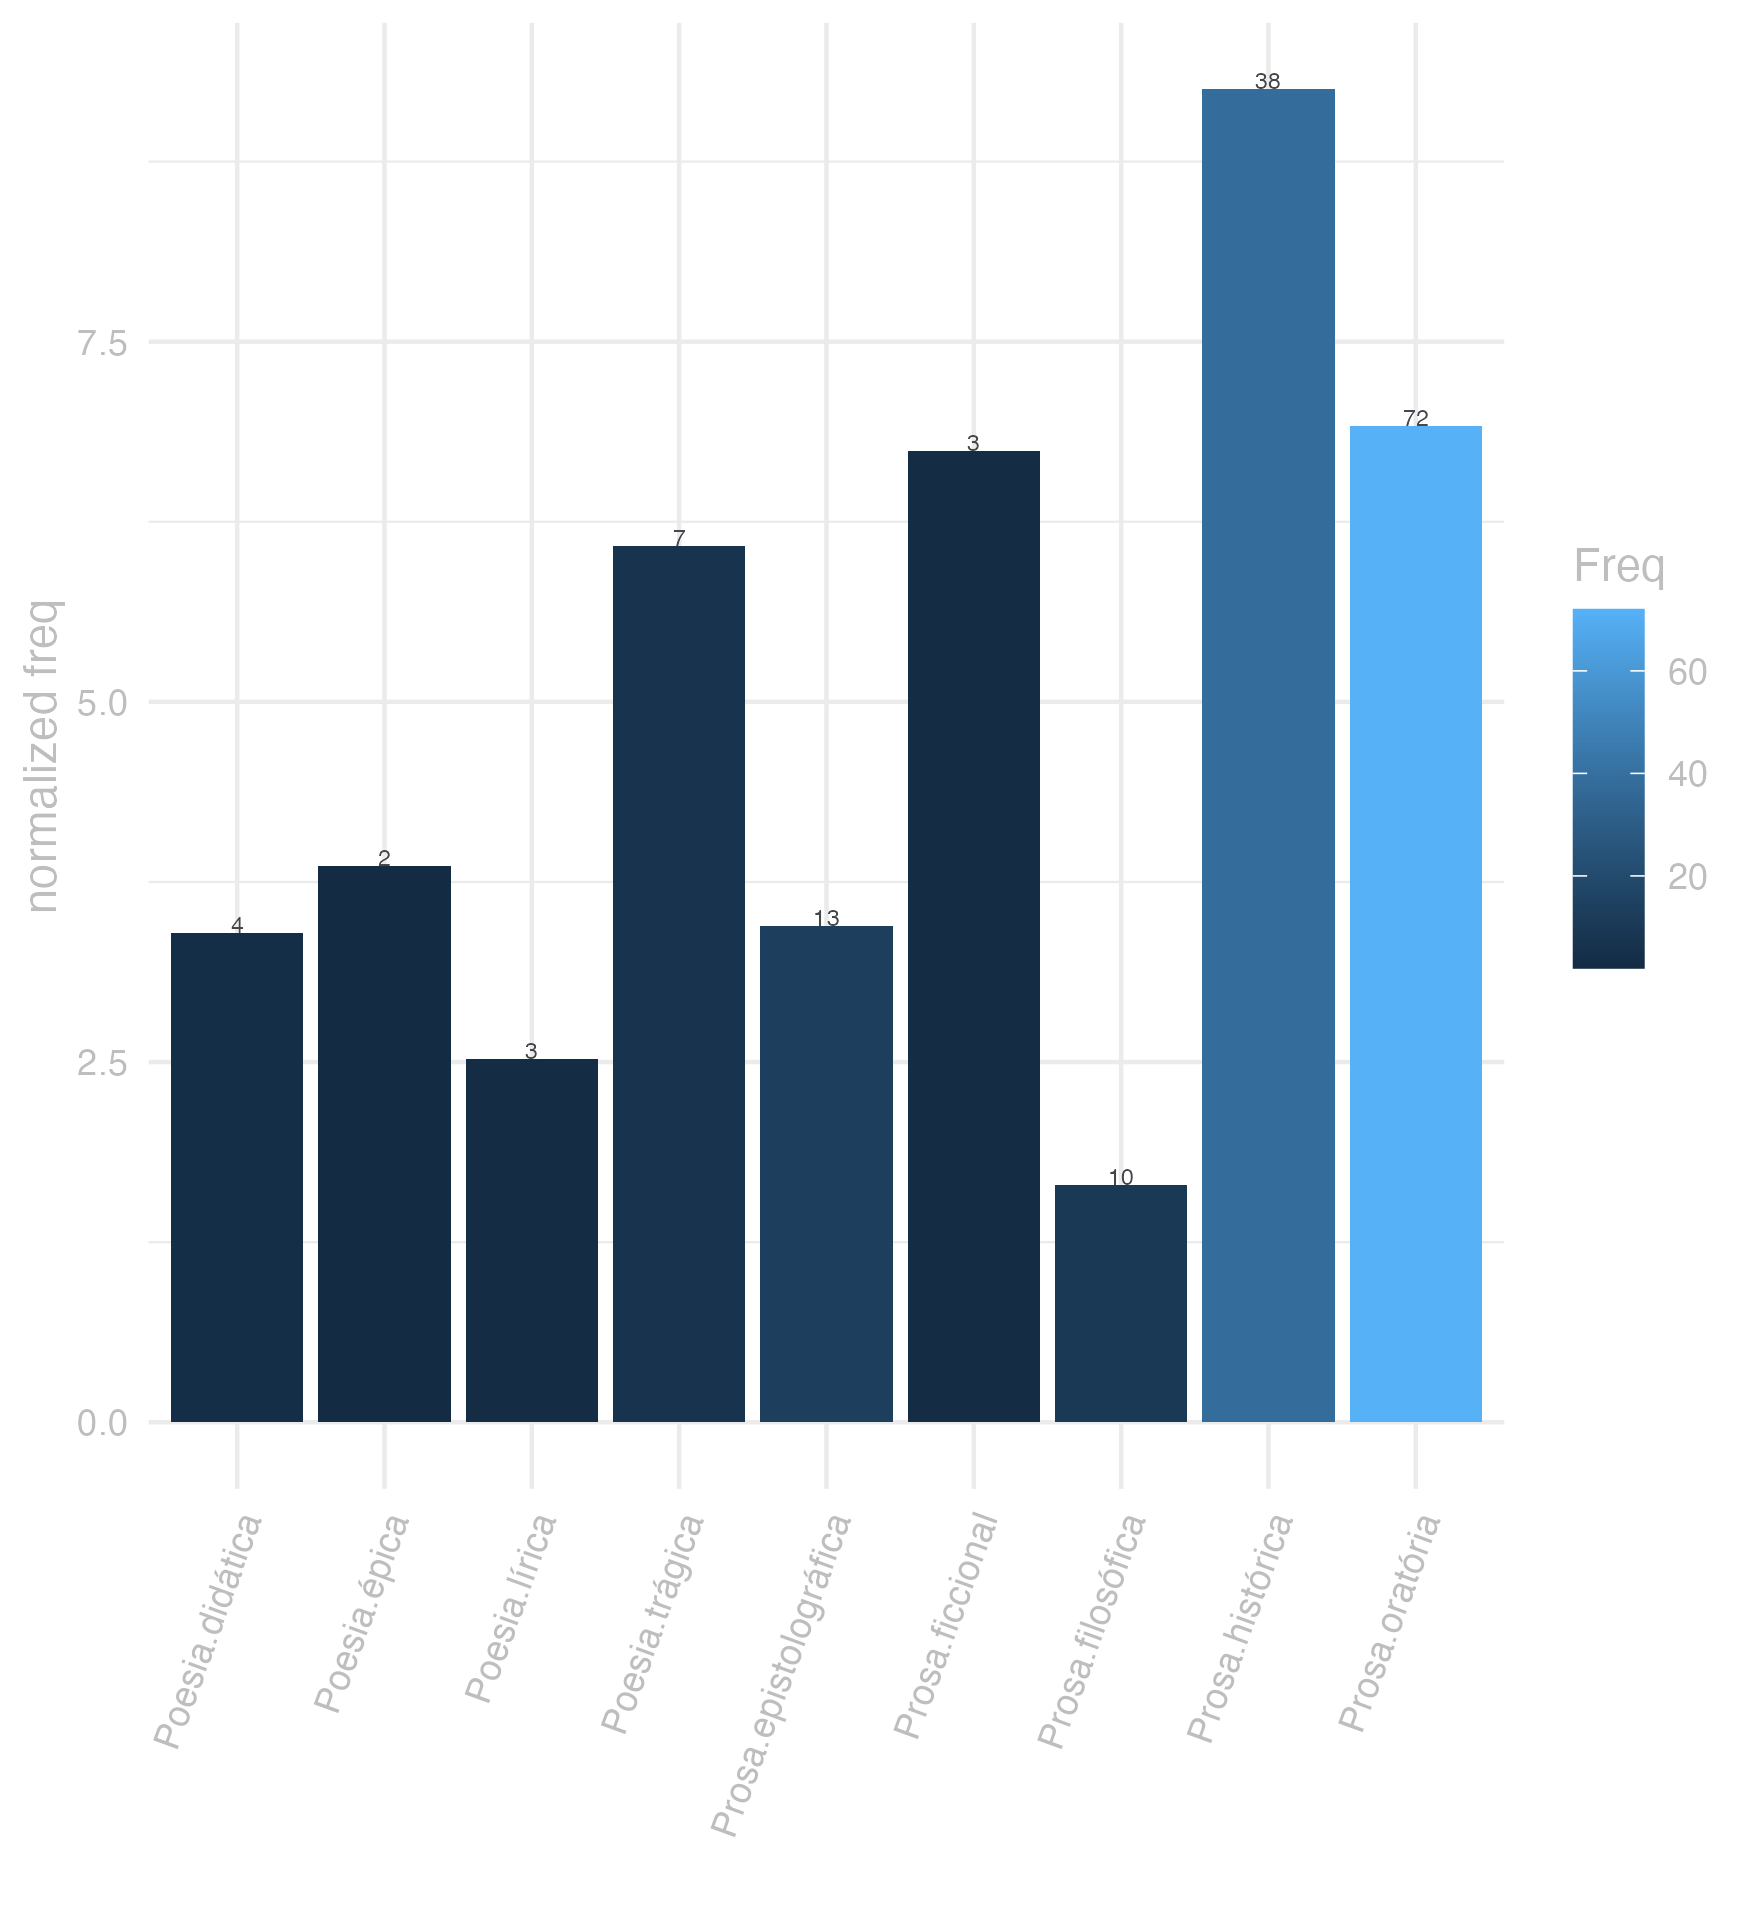 38
7.5
72
3
7
Freq
60
normalized freq
5.0
40
2
20
4
13
3
2.5
10
0.0
Poesia.didática
Poesia.épica
Poesia.lírica
Poesia.trágica
Prosa.epistolográfica
Prosa.ficcional
Prosa.filosófica
Prosa.histórica
Prosa.oratória